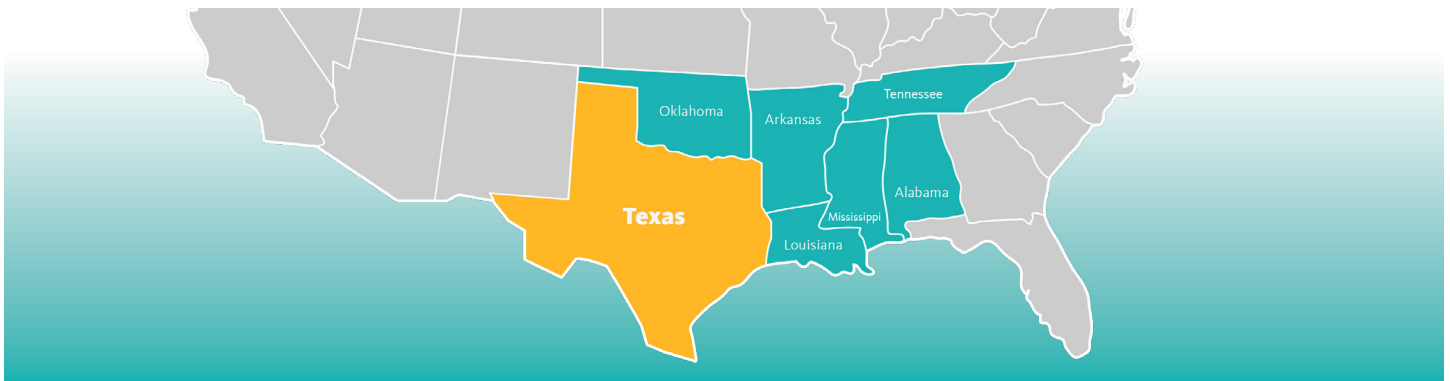 Tennessee
Oklahoma
Arkansas
Alabama
Texas
Mississippi
Louisiana